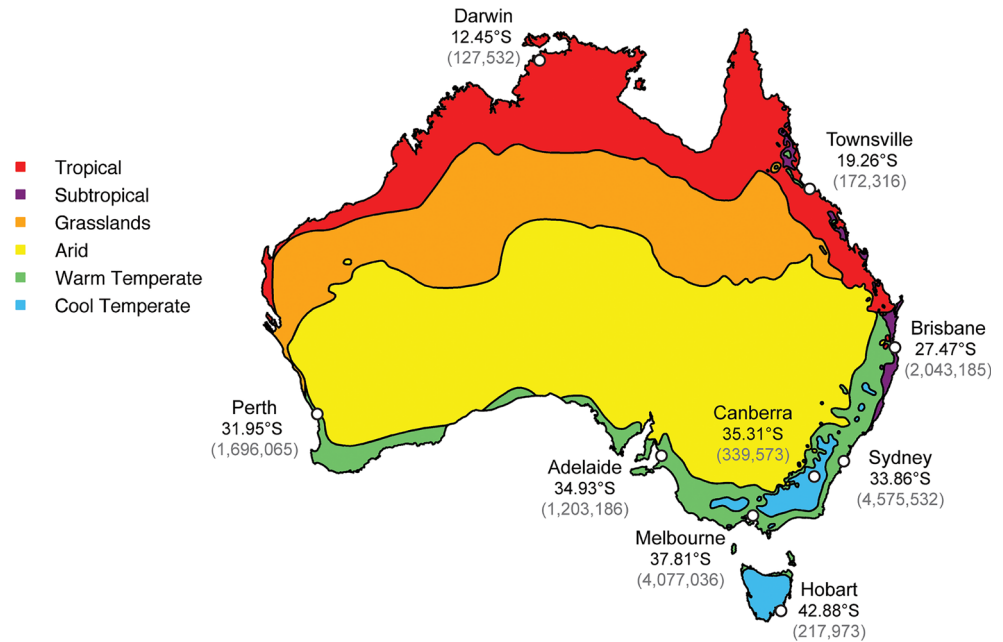 Darwin
12.45°S
(127,532)
Townsville
19.26°S
(172,316)
Tropical
Subtropical
Grasslands
Arid
Warm Temperate
Cool Temperate
Brisbane
27.47°S
(2,043,185)
Perth
31.95°S
(1,696,065)
Canberra
35.31°S
(339,573)
Adelaide
34.93°S
(1,203,186)
Sydney
33.86°S
(4,575,532)
Melbourne
37.81°S
(4,077,036)
Hobart
42.88°S
(217,973)